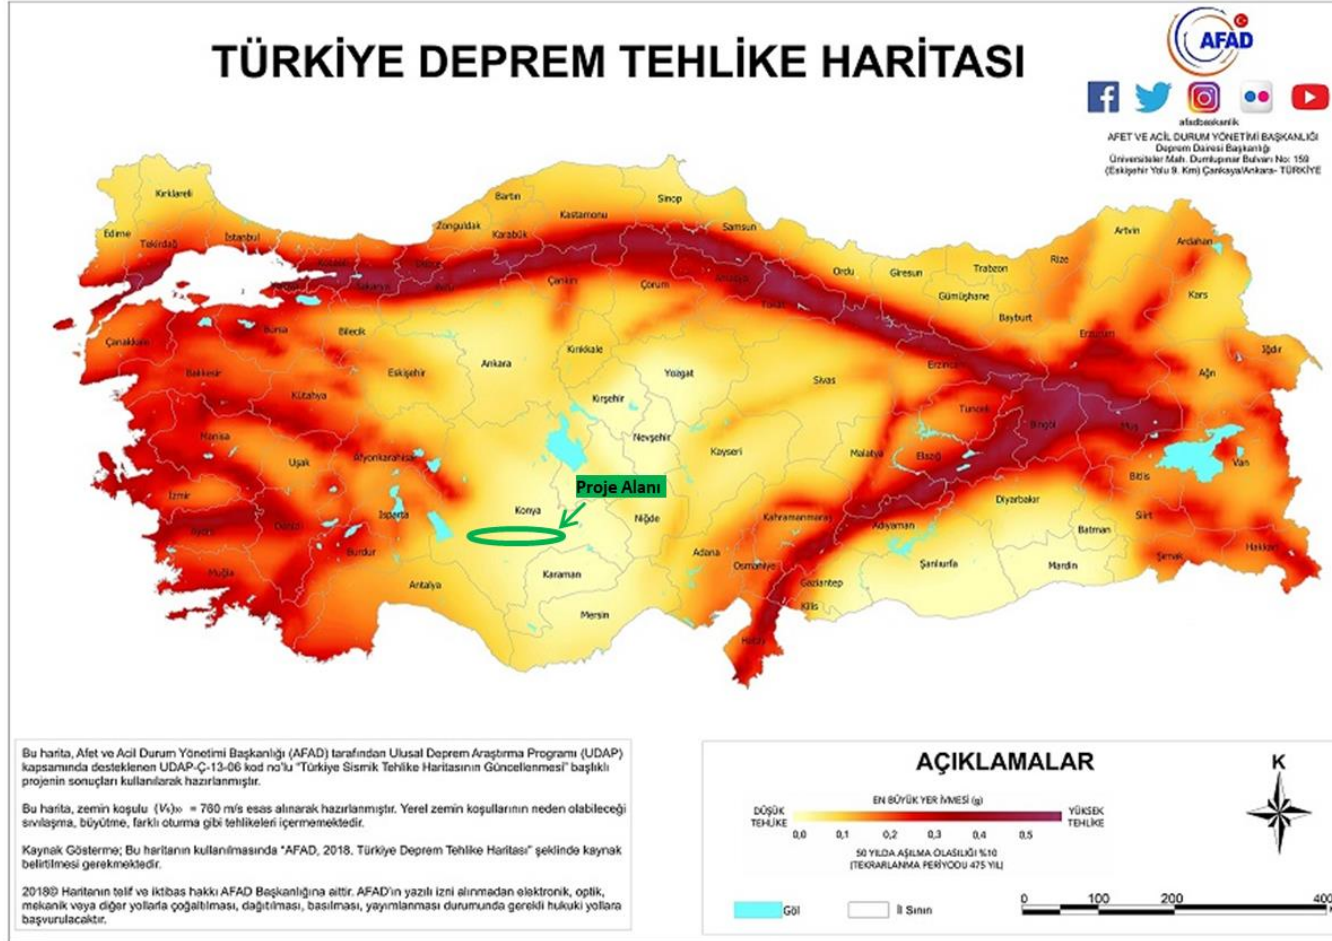 AFAD
TÜRKİYE DEPREM TEHLİKE HARİTASI
afadbaskanlik
AFET VE ACİL DURUM YÖNETİMİ BAŞKANLIĞI
Deprem Dairesi Başkanlığı
Üniversiteler Mah. Dumlupınar Bulvarı No: 159
(Eskişehir Yolu 9. Km) Çankaya/Ankara- TÜRKİYE
Kırklareli
Edirne
Tekirdağ
İstanbul
Zonguldak
Bartın
Karabük
Kastamonu
Sinop
Samsun
Sakarya
Çankırı
Çorum
Amasya
Tokat
Ordu
Giresun
Trabzon
Rize
Artvin
Ardahan
Kars
Gümüşhane
Bayburt
Erzurum
Iğdır
Ağrı
Çanakkale
Balıkesir
Bursa
Bilecik
Kütahya
Eskişehir
Ankara
Kırıkkale
Yozgat
Kırşehir
Sivas
Erzincan
Tunceli
Bingöl
Muş
Manisa
Uşak
Afyonkarahisar
Nevşehir
Kayseri
Malatya
Elazığ
Bitlis
Van
İzmir
Aydın
Denizli
Isparta
Burdur
Muğla
Antalya
Proje Alanı
Konya
Niğde
Karaman
Mersin
Adana
Kahramanmaraş
Osmaniye
Adıyaman
Gaziantep
Kilis
Hatay
Şanlıurfa
Diyarbakır
Batman
Mardin
Siirt
Şırnak
Hakkari
Bu harita, Afet ve Acil Durum Yönetimi Başkanlığı (AFAD) tarafından Ulusal Deprem Araştırma Programı (UDAP)
kapsamında desteklenen UDAP-Ç-13-06 kod no'lu "Türkiye Sismik Tehlike Haritasının Güncellenmesi" başlıklı
projenin sonuçları kullanılarak hazırlanmıştır.
Bu harita, zemin koşulu (Vs)30 = 760 m/s esas alınarak hazırlanmıştır. Yerel zemin koşullarının neden olabileceği
sıvılaşma, büyütme, farklı oturma gibi tehlikeleri içermemektedir.
Kaynak Gösterme; Bu haritanın kullanılmasında "AFAD, 2018. Türkiye Deprem Tehlike Haritası" şeklinde kaynak
belirtilmesi gerekmektedir.
2018© Haritanın telif ve iktibas hakkı AFAD Başkanlığına aittir. AFAD'ın yazılı izni alınmadan elektronik, optik,
mekanik veya diğer yollarla çoğaltılması, dağıtılması, basılması, yayımlanması durumunda gerekli hukuki yollara
başvurulacaktır.
AÇIKLAMALAR
EN BÜYÜK YER İVMESİ (g)
DÜŞÜK
TEHLİKE
YÜKSEK
TEHLİKE
0,0 0,1 0,2 0,3 0,4 0,5
50 YILDA AŞILMA OLASILIĞI %10
(TEKRARLANMA PERİYODU 475 YIL)
Göl
İl Sınırı
K
0 100 200 400